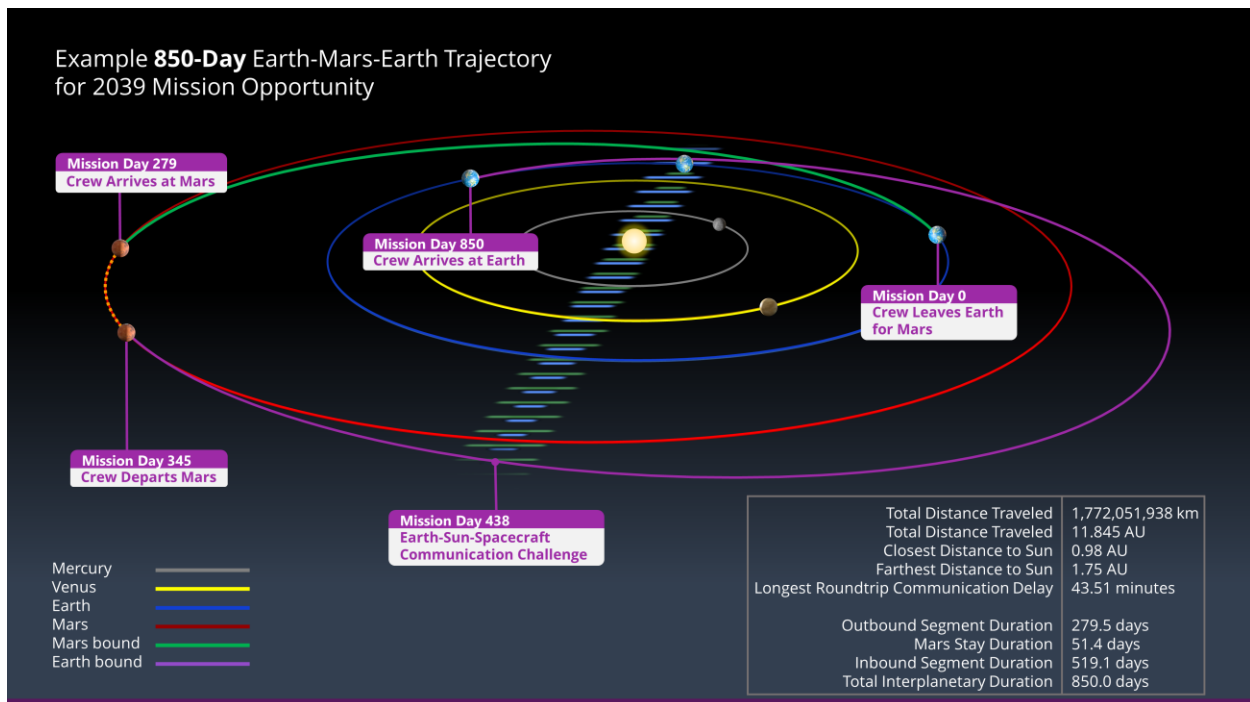 Example 850-Day Earth-Mars-Earth Trajectory
for 2039 Mission Opportunity
Mission Day 279
Crew Arrives at Mars
Mission Day 850
Crew Arrives at Earth
Mission Day 0
Crew Leaves Earth
for Mars
Mission Day 345
Crew Departs Mars
Mission Day 438
Earth-Sun-Spacecraft
Communication Challenge
Mercury
Venus
Earth
Mars
Mars bound
Earth bound
Total Distance Traveled 1,772,051,938 km
Total Distance Traveled 11.845 AU
Closest Distance to Sun 0.98 AU
Farthest Distance to Sun 1.75 AU
Longest Roundtrip Communication Delay 43.51 minutes
Outbound Segment Duration 279.5 days
Mars Stay Duration 51.4 days
Inbound Segment Duration 519.1 days
Total Interplanetary Duration 850.0 days